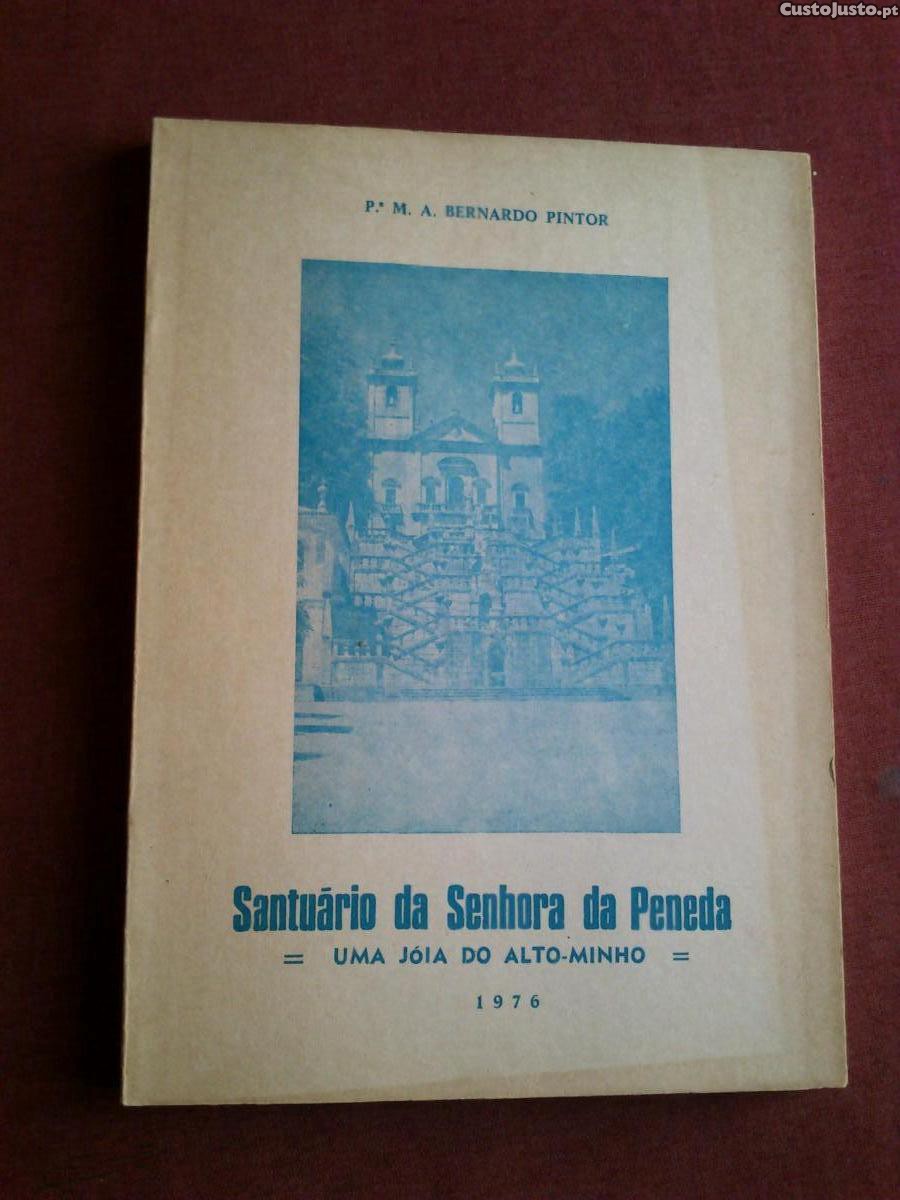 CustoJusto.pt
P.ᵉ M. A. BERNARDO PINTOR
Santuário da Senhora da Peneda
= UMA JÓIA DO ALTO-MINHO =
1976